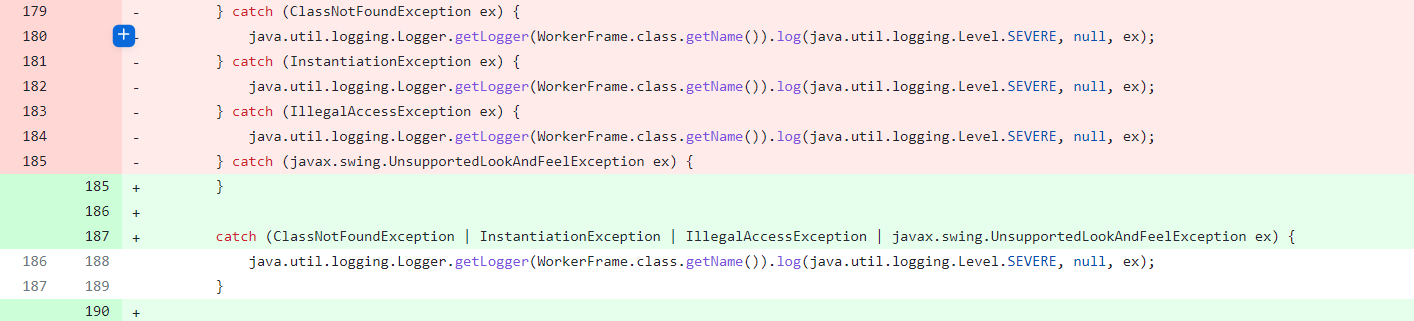 179 - } catch (ClassNotFoundException ex) {
180 + - java.util.logging.Logger.getLogger(WorkerFrame.class.getName()).log(java.util.logging.Level.SEVERE, null, ex);
181 - } catch (InstantiationException ex) {
182 - java.util.logging.Logger.getLogger(WorkerFrame.class.getName()).log(java.util.logging.Level.SEVERE, null, ex);
183 - } catch (IllegalAccessException ex) {
184 - java.util.logging.Logger.getLogger(WorkerFrame.class.getName()).log(java.util.logging.Level.SEVERE, null, ex);
185 - } catch (javax.swing.UnsupportedLookAndFeelException ex) {
185 + }
186 +
187 + catch (ClassNotFoundException | InstantiationException | IllegalAccessException | javax.swing.UnsupportedLookAndFeelException ex) {
186 188 java.util.logging.Logger.getLogger(WorkerFrame.class.getName()).log(java.util.logging.Level.SEVERE, null, ex);
187 189 }
190 +